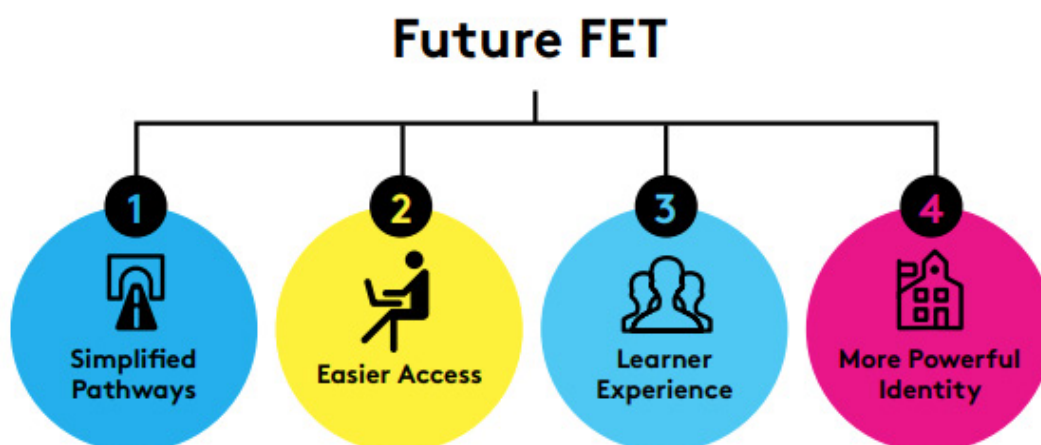 Future FET
1
2
3
4
Simplified
Pathways
Easier Access
Learner
Experience
More Powerful
Identity